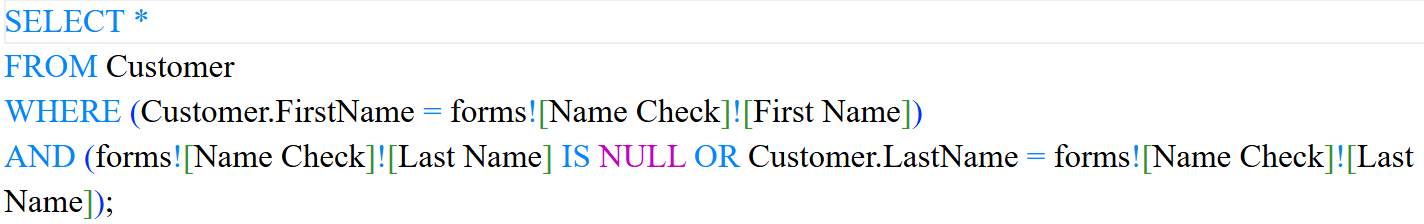 SELECT *
FROM Customer
WHERE (Customer.FirstName = forms![Name Check]![First Name])
AND (forms![Name Check]![Last Name] IS NULL OR Customer.LastName = forms![Name Check]![Last
Name]);